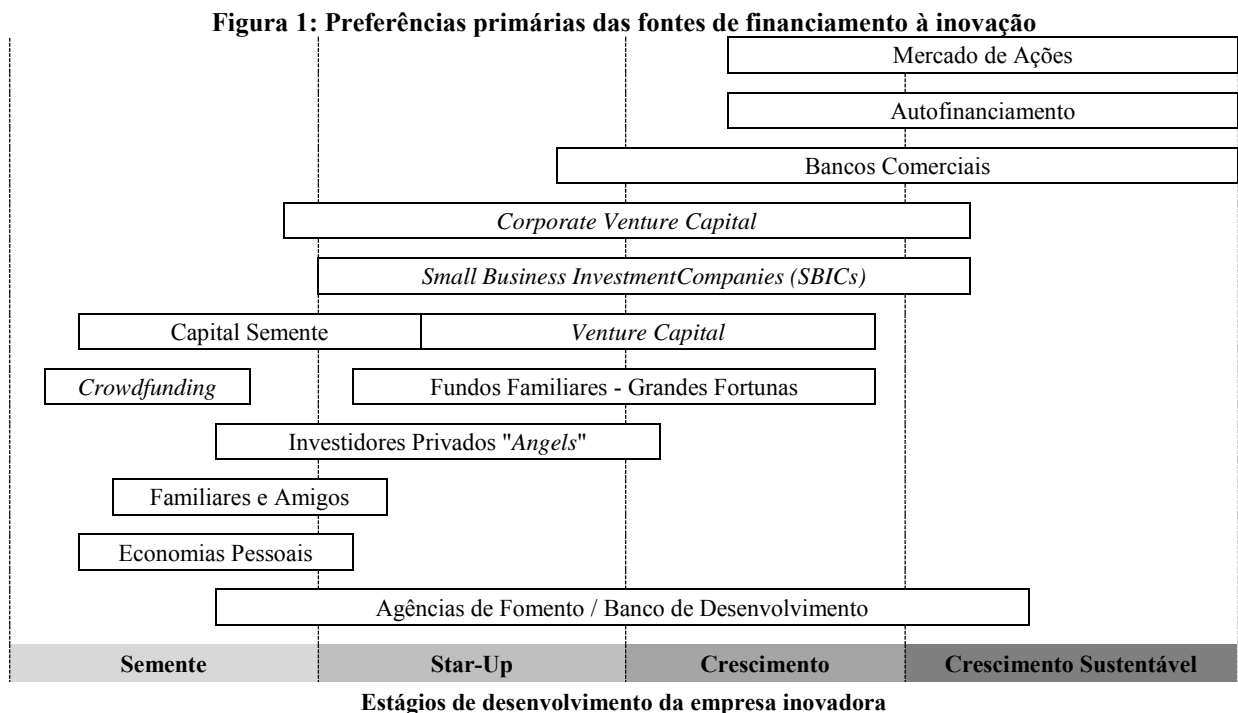 Figura 1: Preferências primárias das fontes de financiamento à inovação
Mercado de Ações
Autofinanciamento
Bancos Comerciais
Corporate Venture Capital
Small Business InvestmentCompanies (SBICs)
Capital Semente
Venture Capital
Crowdfunding
Fundos Familiares - Grandes Fortunas
Investidores Privados "Angels"
Familiares e Amigos
Economias Pessoais
Agências de Fomento / Banco de Desenvolvimento
Semente
Star-Up
Crescimento
Crescimento Sustentável
Estágios de desenvolvimento da empresa inovadora